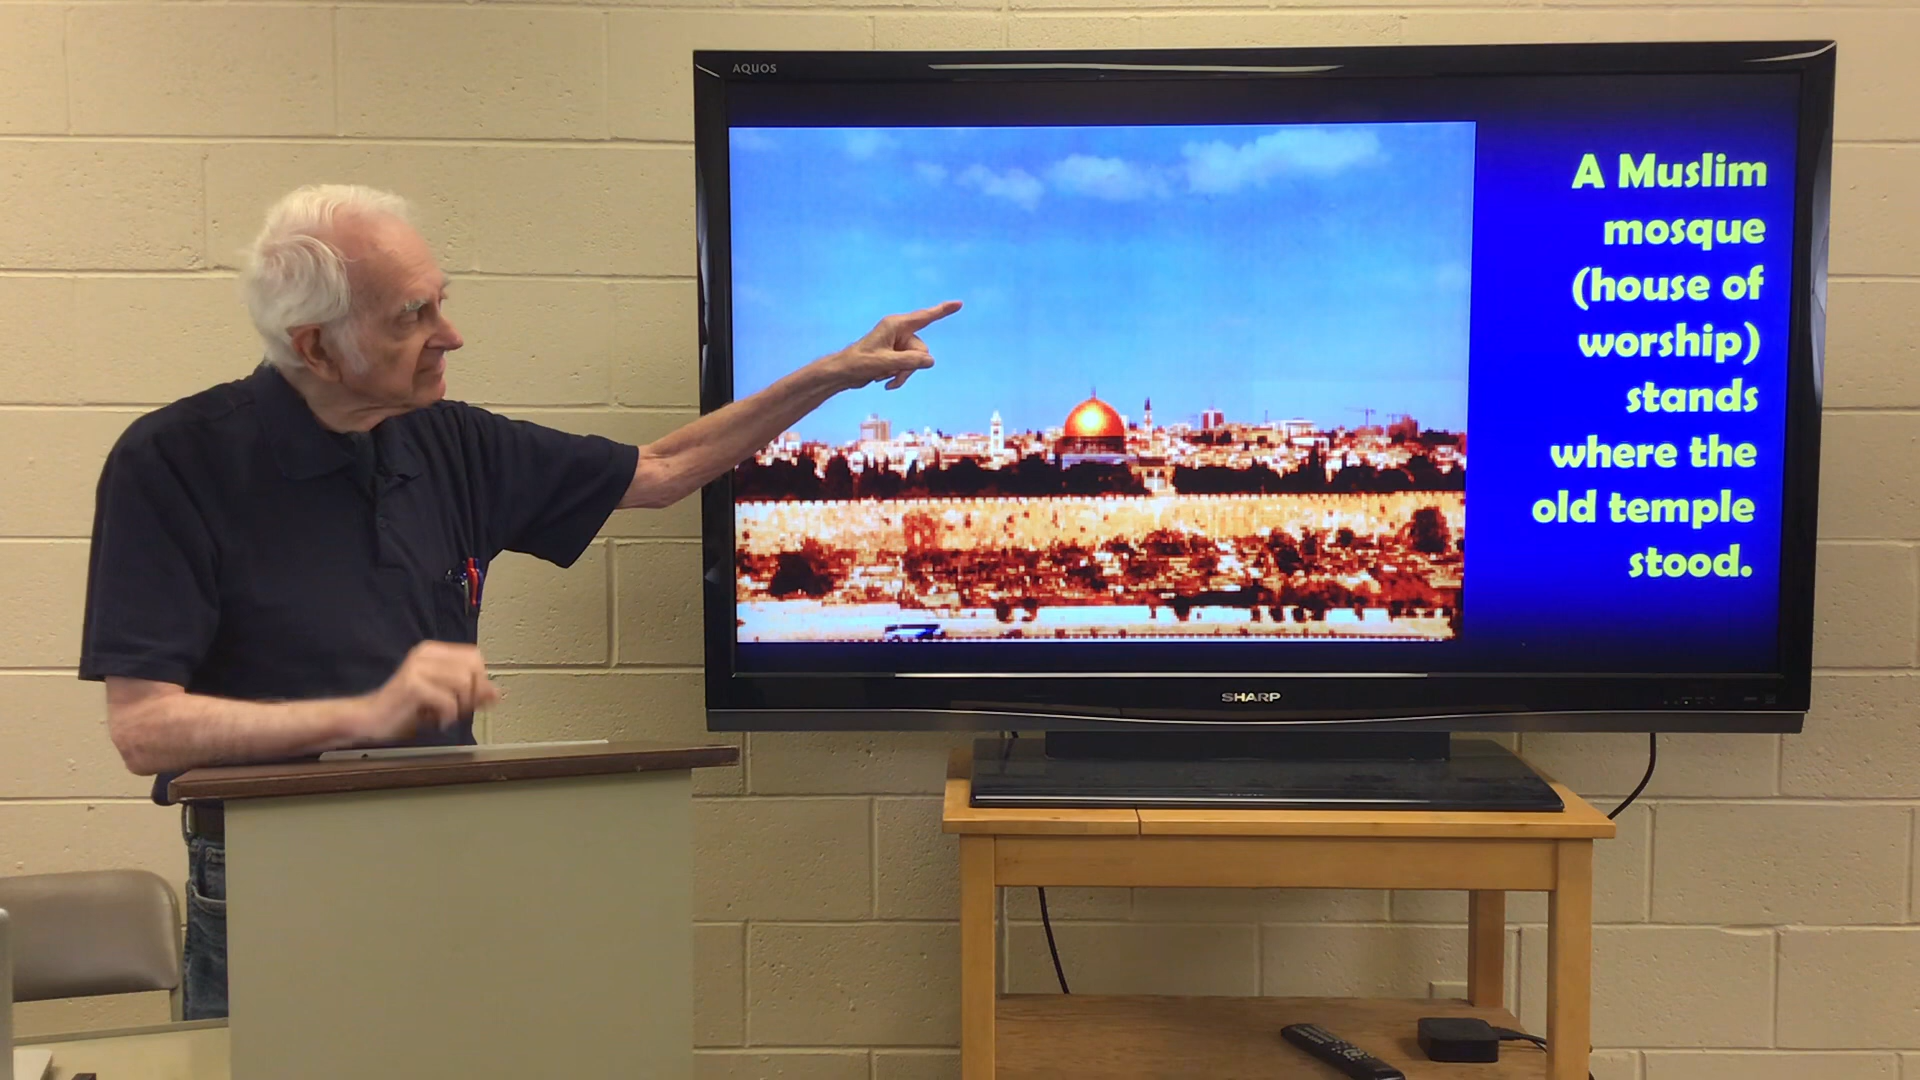 AQUOS
A Muslim
mosque
(house of
worship)
stands
where the
old temple
stood.
SHARP